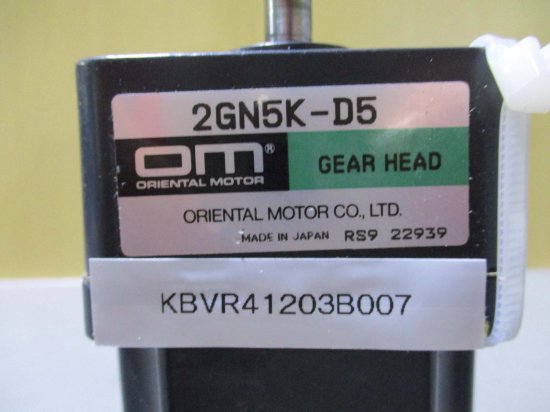 2GN5K-D5
OM®
ORIENTAL MOTOR
GEAR HEAD
ORIENTAL MOTOR CO., LTD.
MADE IN JAPAN RS9 22939
KBVR41203B007